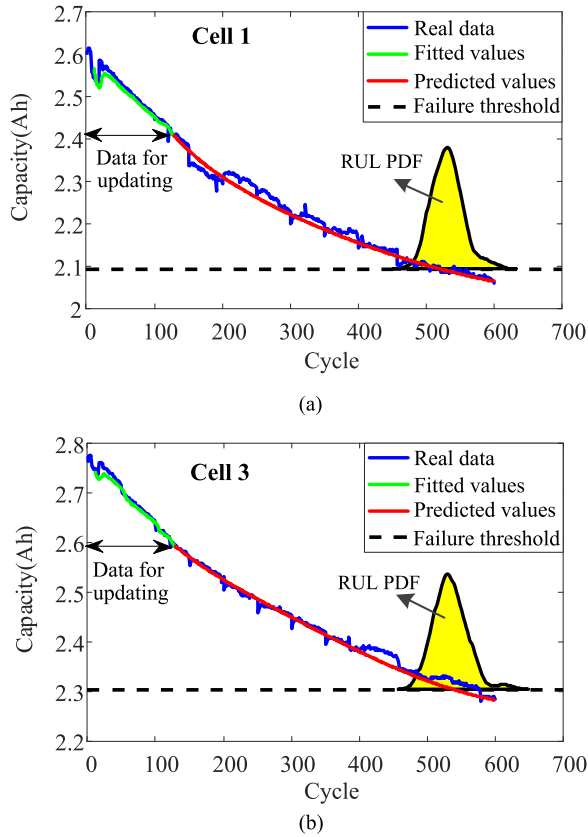 Cell 1
Real data
Fitted values
Predicted values
Failure threshold
Data for
updating
RUL PDF
Capacity(Ah)
2.7
2.6
2.5
2.4
2.3
2.2
2.1
2
0 100 200 300 400 500 600 700
Cycle
(a)
Cell 3
Real data
Fitted values
Predicted values
Failure threshold
Data for
updating
RUL PDF
Capacity(Ah)
2.8
2.7
2.6
2.5
2.4
2.3
2.2
0 100 200 300 400 500 600 700
Cycle
(b)